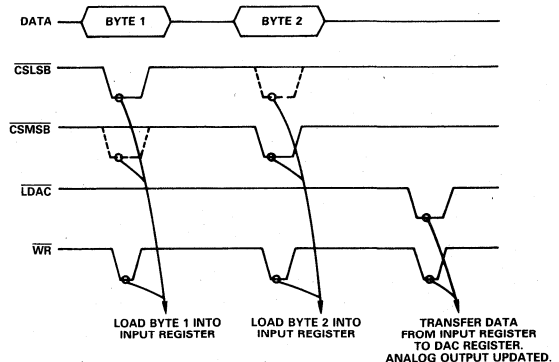 DATA
BYTE 1
BYTE 2
CSLSB
CSMSB
LDAC
WR
LOAD BYTE 1 INTO
INPUT REGISTER
LOAD BYTE 2 INTO
INPUT REGISTER
TRANSFER DATA
FROM INPUT REGISTER
TO DAC REGISTER.
ANALOG OUTPUT UPDATED.